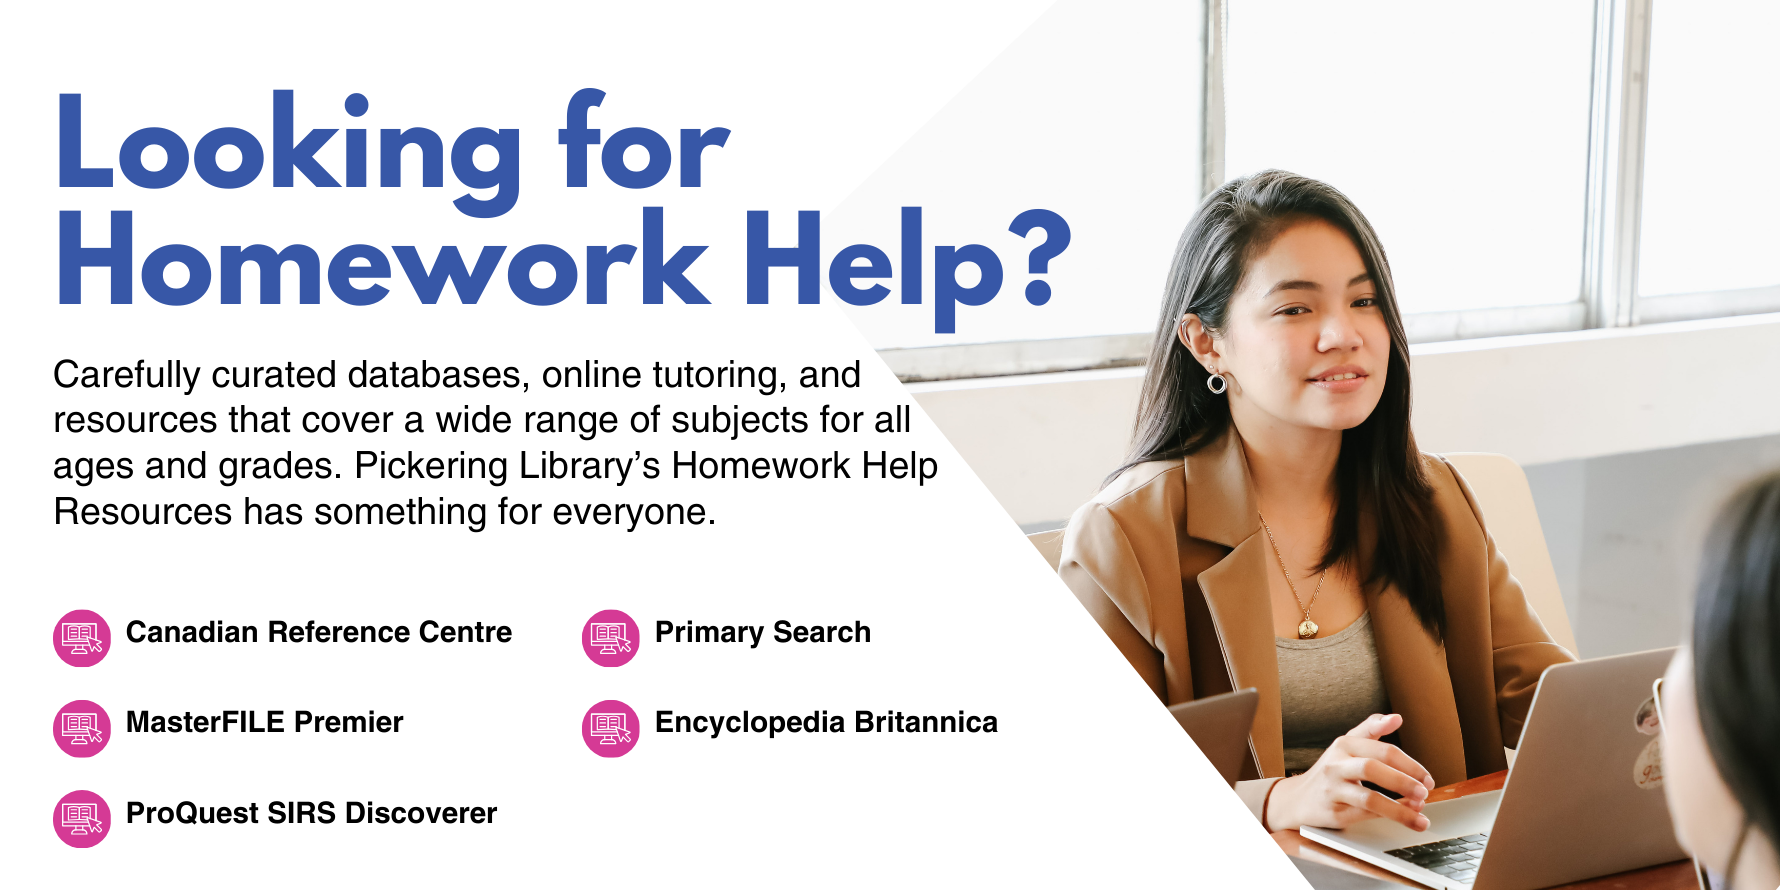 Looking for
Homework Help?
Carefully curated databases, online tutoring, and
resources that cover a wide range of subjects for all
ages and grades. Pickering Library’s Homework Help
Resources has something for everyone.
Canadian Reference Centre
MasterFILE Premier
ProQuest SIRS Discoverer
Primary Search
Encyclopedia Britannica